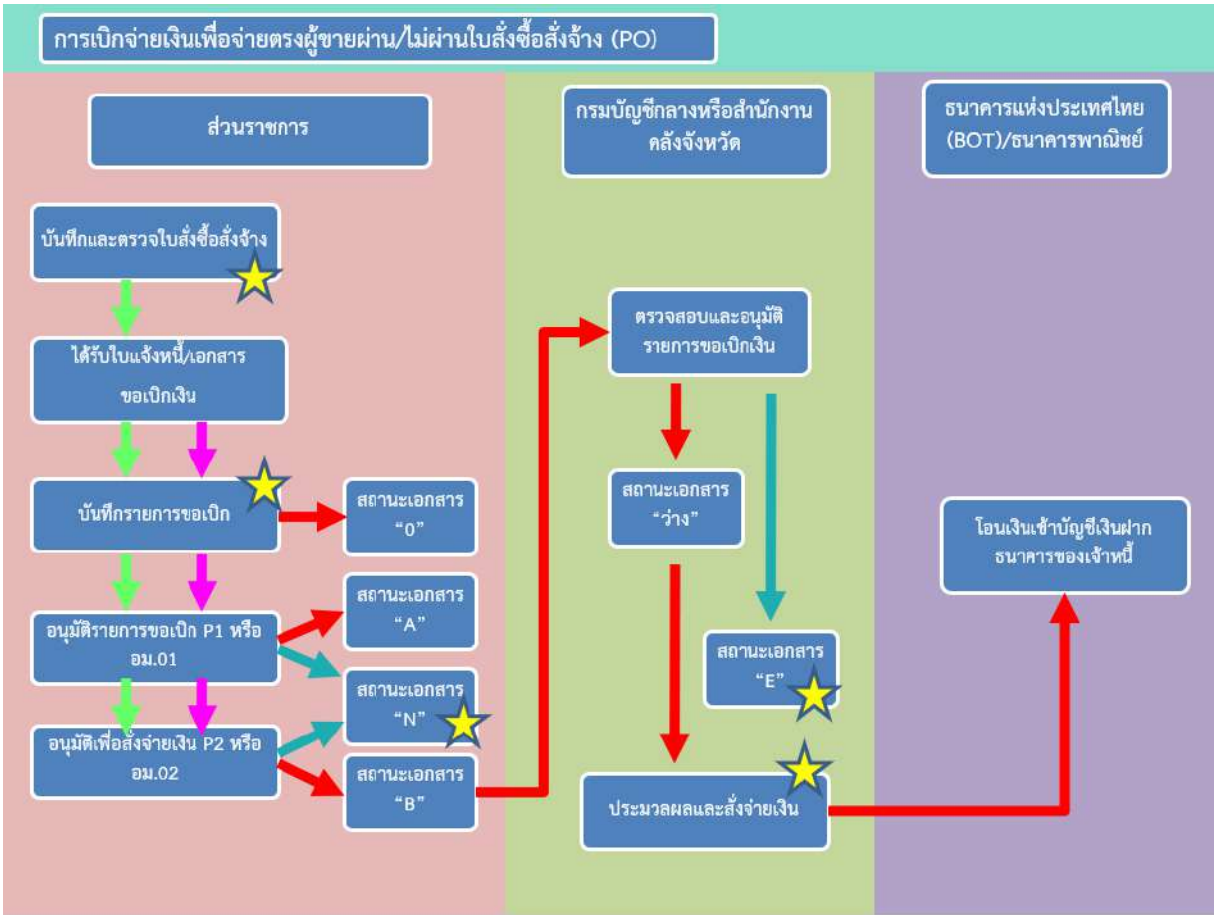 การเบิกจ่ายเงินเพื่อจ่ายตรงผู้ขายผ่าน/ไม่ผ่านใบสั่งซื้อสั่งจ้าง (PO)
ส่วนราชการ
กรมบัญชีกลางหรือสำนักงาน
คลังจังหวัด
ธนาคารแห่งประเทศไทย
(BOT)/ธนาคารพาณิชย์
บันทึกและตรวจใบสั่งซื้อสั่งจ้าง
ได้รับใบแจ้งหนี้/เอกสาร
ขอเบิกเงิน
บันทึกรายการขอเบิก
สถานะเอกสาร
“0”
อนุมัติรายการขอเบิก P1 หรือ
อม.01
สถานะเอกสาร
“A”
สถานะเอกสาร
“N”
อนุมัติเพื่อสั่งจ่ายเงิน P2 หรือ
อม.02
สถานะเอกสาร
“B”
ตรวจสอบและอนุมัติ
รายการขอเบิกเงิน
สถานะเอกสาร
“ว่าง”
สถานะเอกสาร
“E”
ประมวลผลและสั่งจ่ายเงิน
โอนเงินเข้าบัญชีเงินฝาก
ธนาคารของเจ้าหนี้